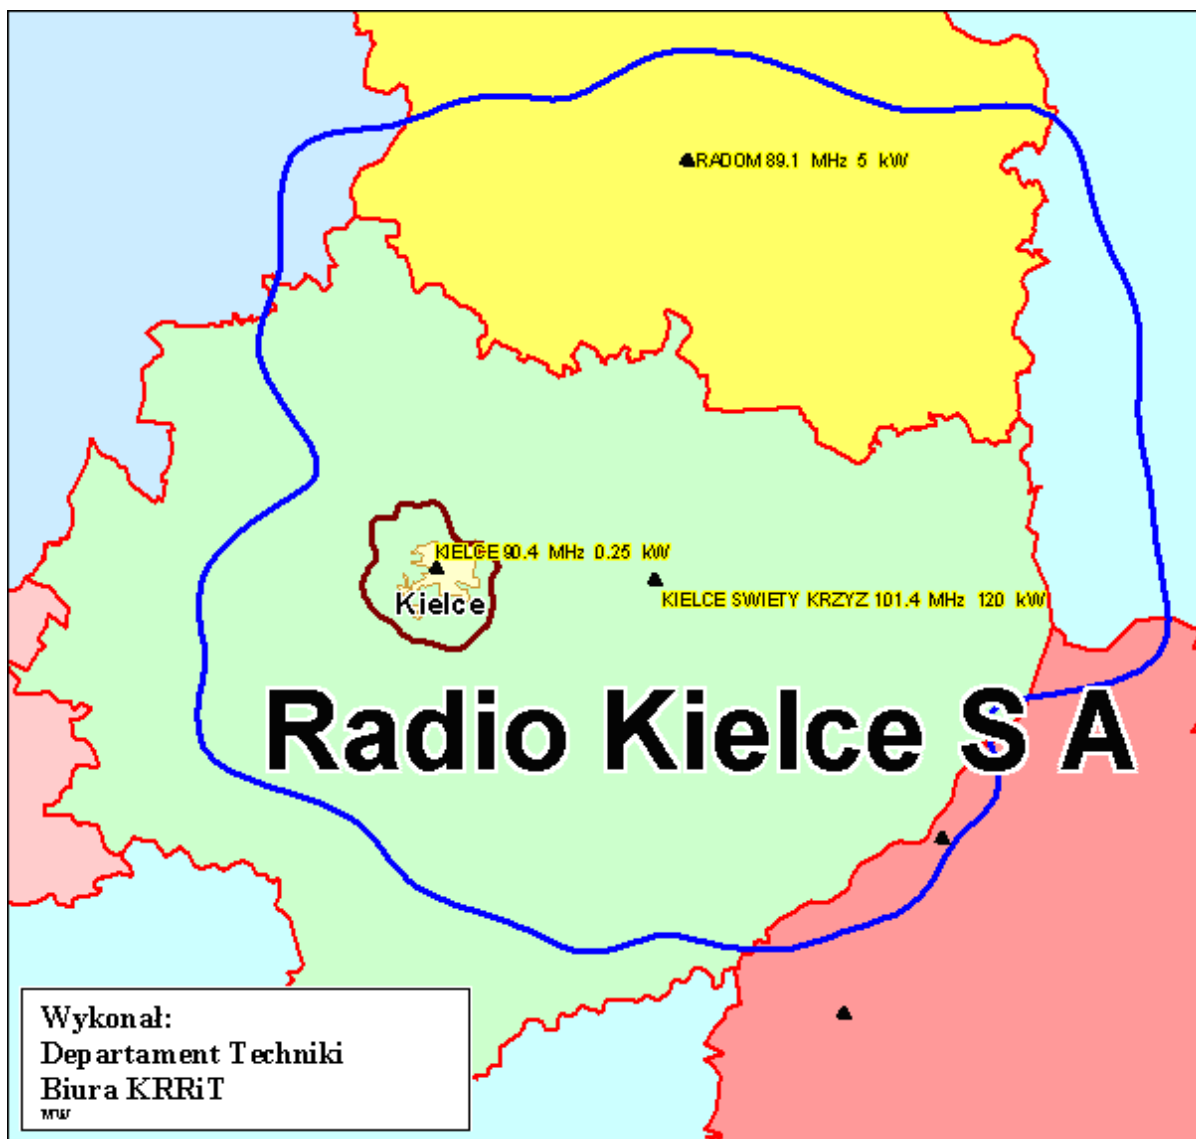 RADOM 89.1 MHz 5 kW
KIELCE 90.4 MHz 0.25 kW
Kielce
KIELCE SWIETY KRZYZ 101.4 MHz 120 kW
Radio Kielce S A
Wykonał:
Departament Techniki
Biura KRRiT
MW